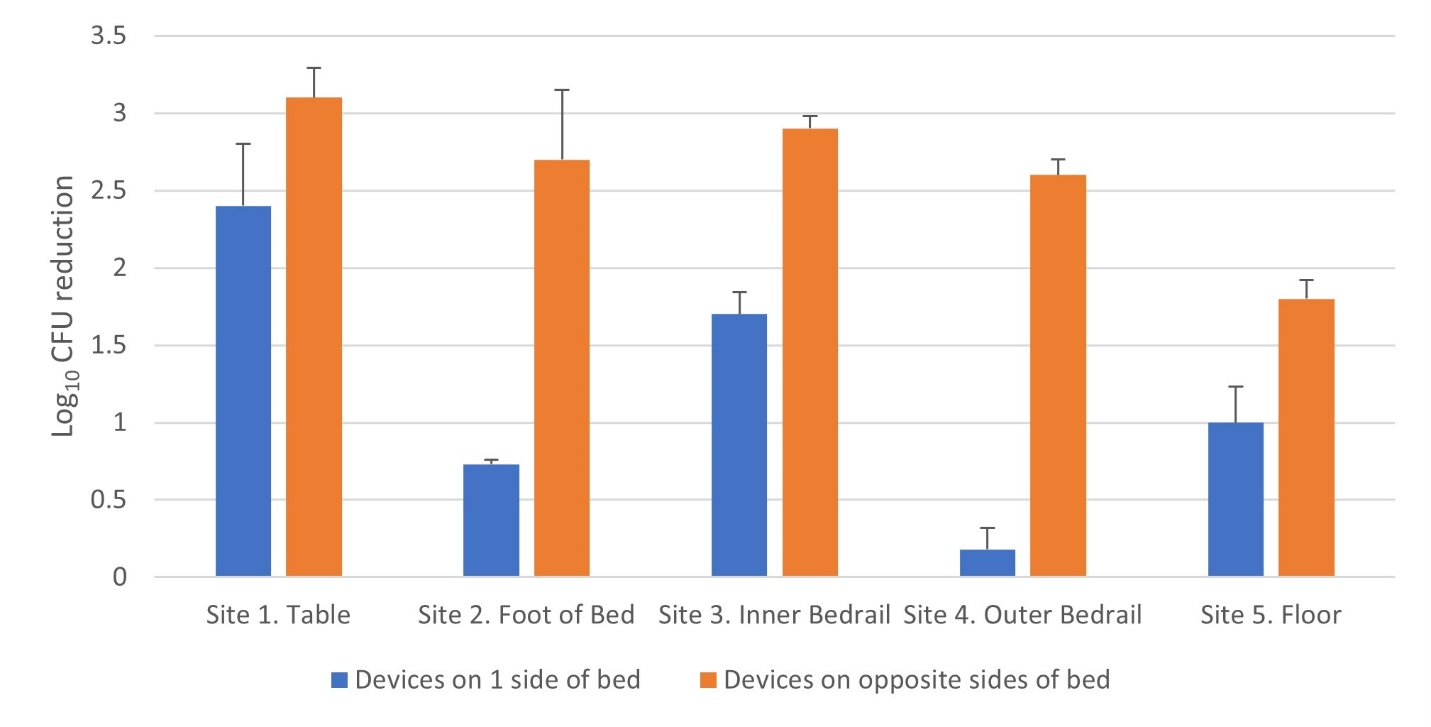 3.5
3
2.5
2
1.5
1
0.5
0
Log₁₀ CFU reduction
Site 1. Table
Site 2. Foot of Bed
Site 3. Inner Bedrail
Site 4. Outer Bedrail
Site 5. Floor
Devices on 1 side of bed
Devices on opposite sides of bed